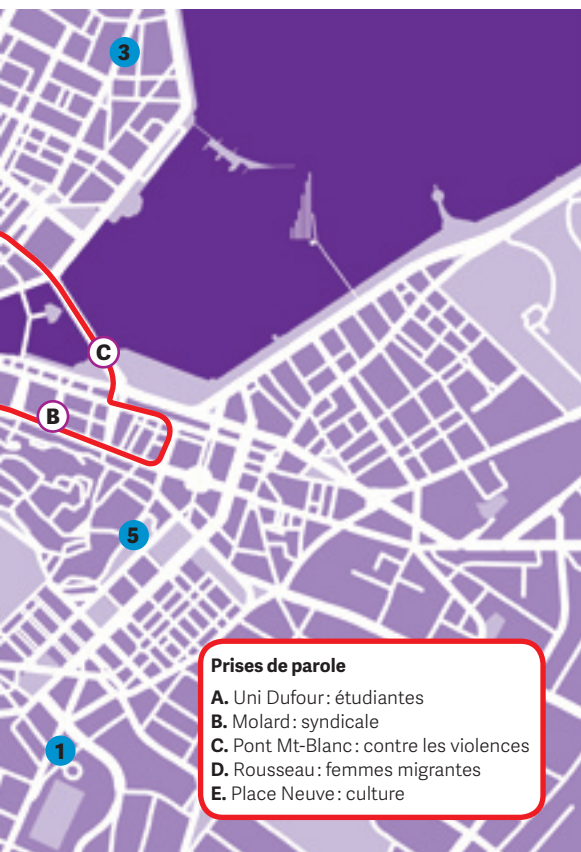 3
C
B
5
1
Prises de parole
A. Uni Dufour : étudiantes
B. Molard : syndicale
C. Pont Mt-Blanc : contre les violences
D. Rousseau : femmes migrantes
E. Place Neuve : culture